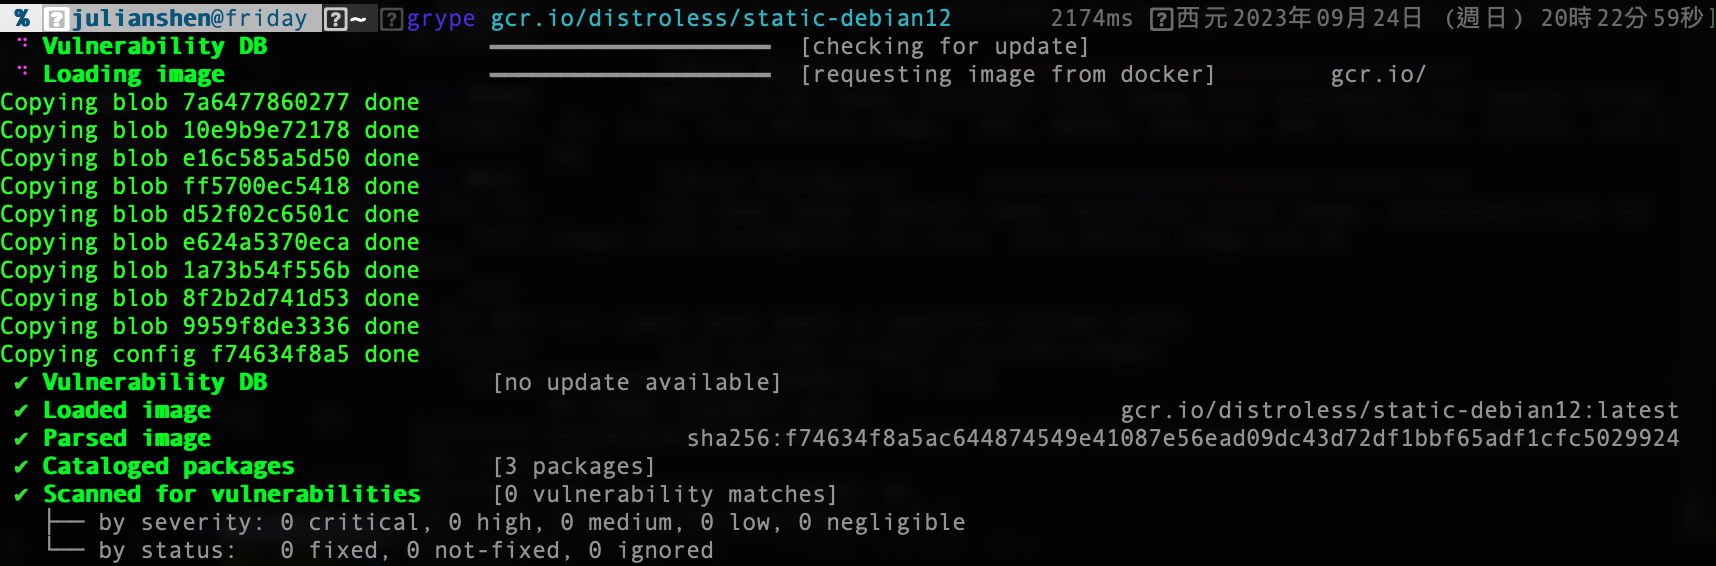 % ?julianshen@friday ?~ ?grype gcr.io/distroless/static-debian12 2174ms ?西元2023年09月24日 (週日) 20時22分59秒]
Vulnerability DB [checking for update]
Loading image [requesting image from docker] gcr.io/
Copying blob 7a6477860277 done
Copying blob 10e9b9e72178 done
Copying blob e16c585a5d50 done
Copying blob ff5700ec5418 done
Copying blob d52f02c6501c done
Copying blob e624a5370eca done
Copying blob 1a73b54f556b done
Copying blob 8f2b2d741d53 done
Copying blob 9959f8de3336 done
Copying config f74634f8a5 done
✔ Vulnerability DB [no update available]
✔ Loaded image gcr.io/distroless/static-debian12:latest
✔ Parsed image sha256:f74634f8a5ac644874549e41087e56ead09dc43d72df1bbf65adf1cfc5029924
✔ Cataloged packages [3 packages]
✔ Scanned for vulnerabilities [0 vulnerability matches]
├── by severity: 0 critical, 0 high, 0 medium, 0 low, 0 negligible
└── by status: 0 fixed, 0 not-fixed, 0 ignored